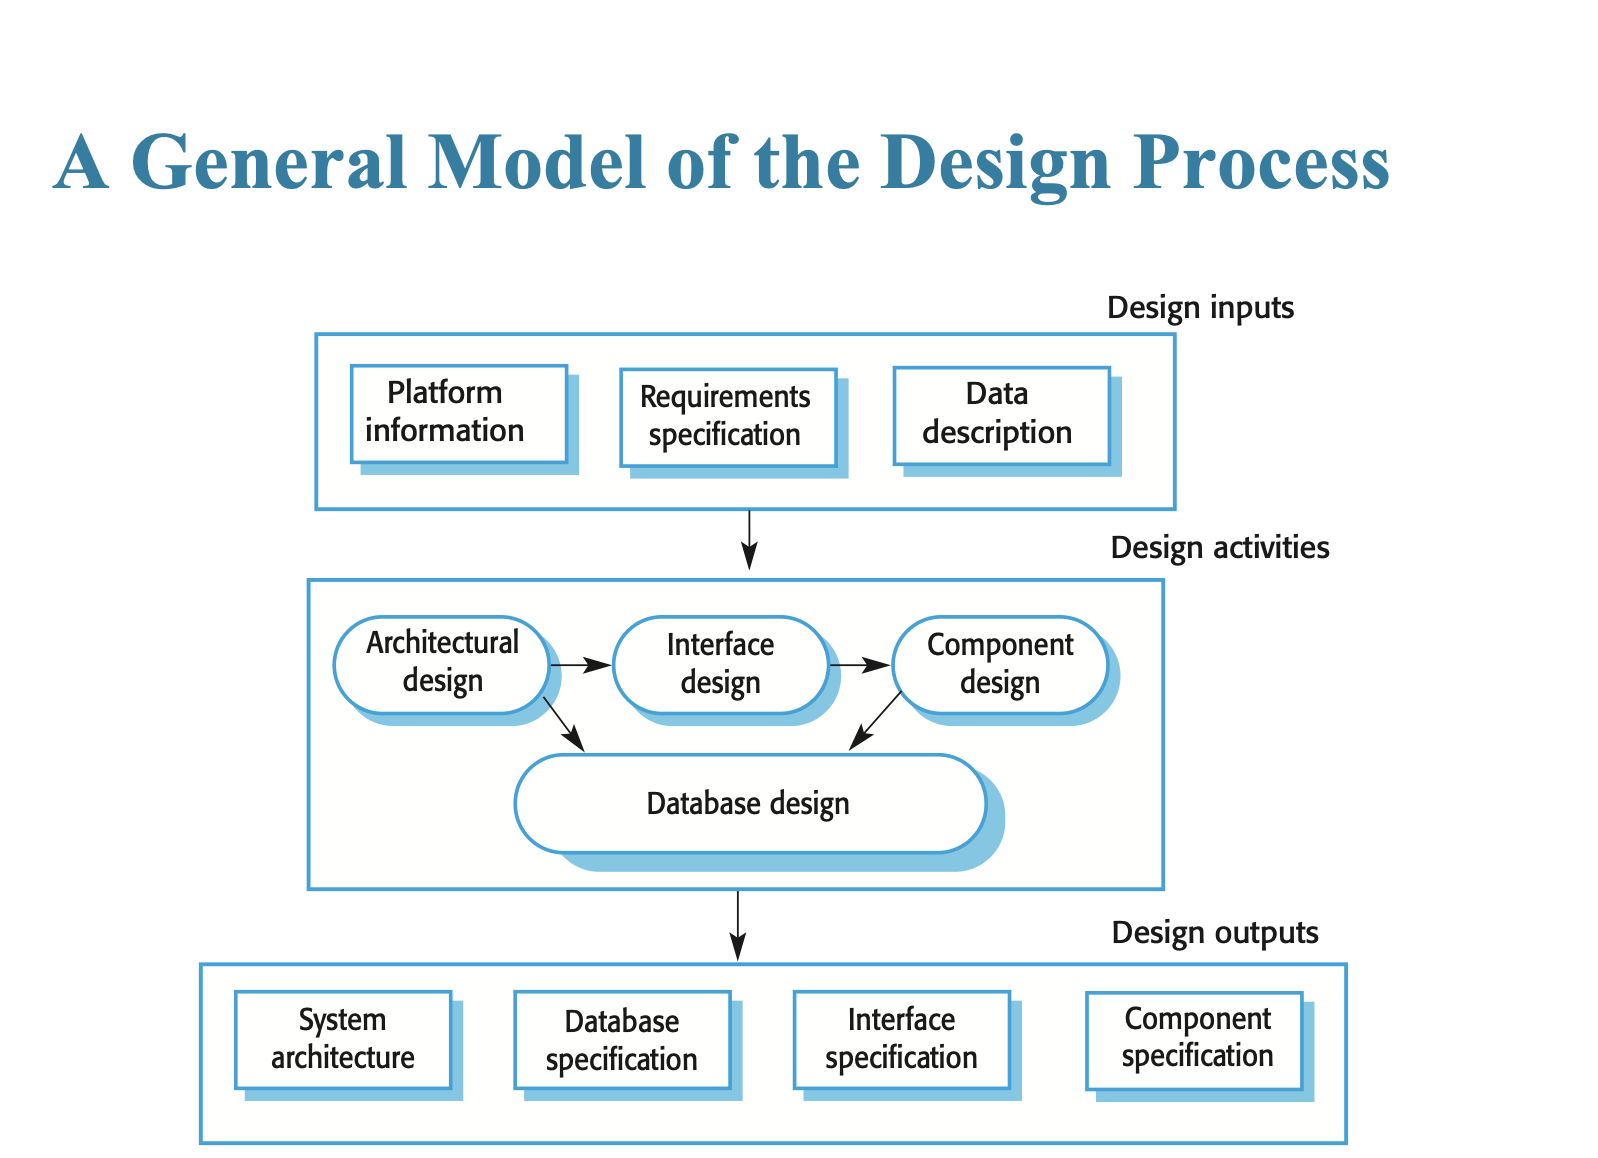 A General Model of the Design Process
Design inputs
Platform
information
Requirements
specification
Data
description
Design activities
Architectural
design
Interface
design
Component
design
Database design
Design outputs
System
architecture
Database
specification
Interface
specification
Component
specification